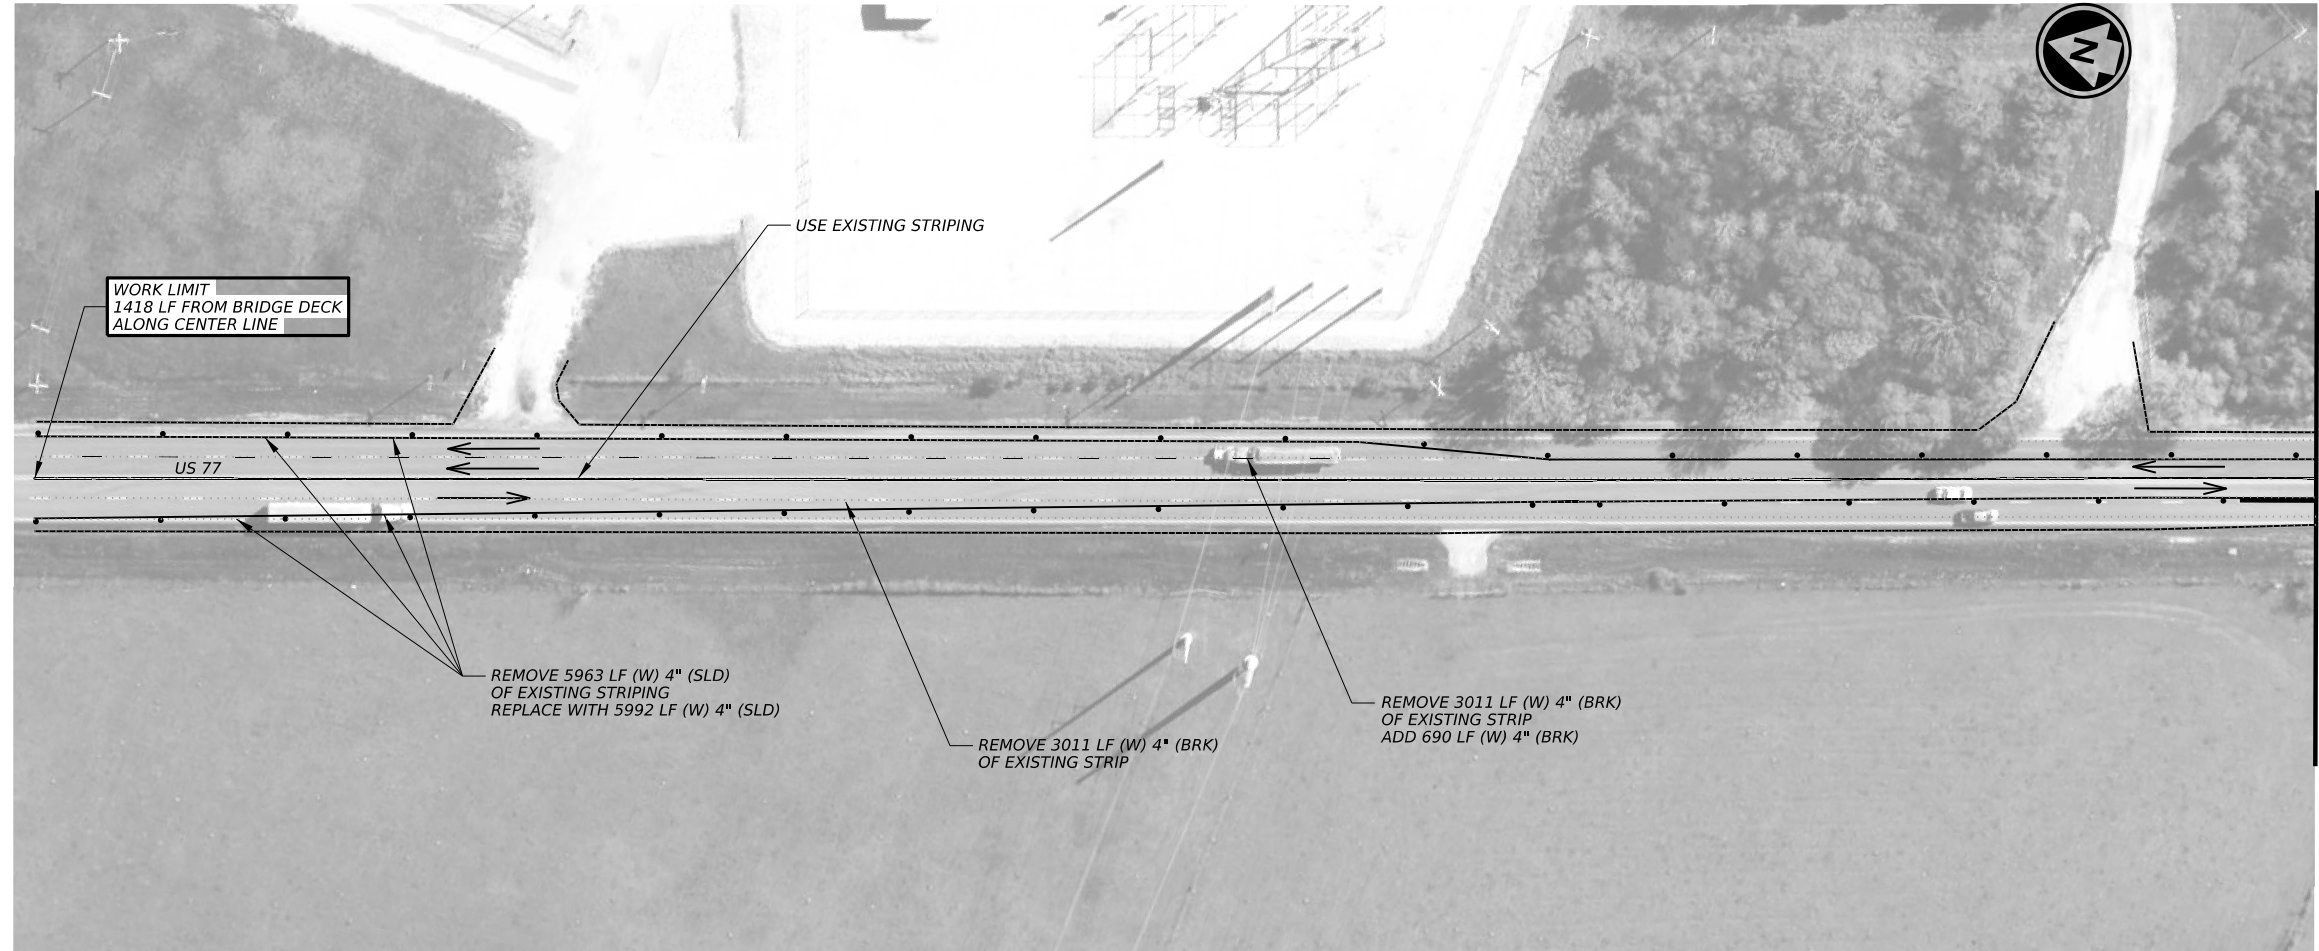 N
USE EXISTING STRIPING
WORK LIMIT
1418 LF FROM BRIDGE DECK
ALONG CENTER LINE
US 77
REMOVE 5963 LF (W) 4" (SLD)
OF EXISTING STRIPING
REPLACE WITH 5992 LF (W) 4" (SLD)
REMOVE 3011 LF (W) 4" (BRK)
OF EXISTING STRIP
REMOVE 3011 LF (W) 4" (BRK)
OF EXISTING STRIP
ADD 690 LF (W) 4" (BRK)